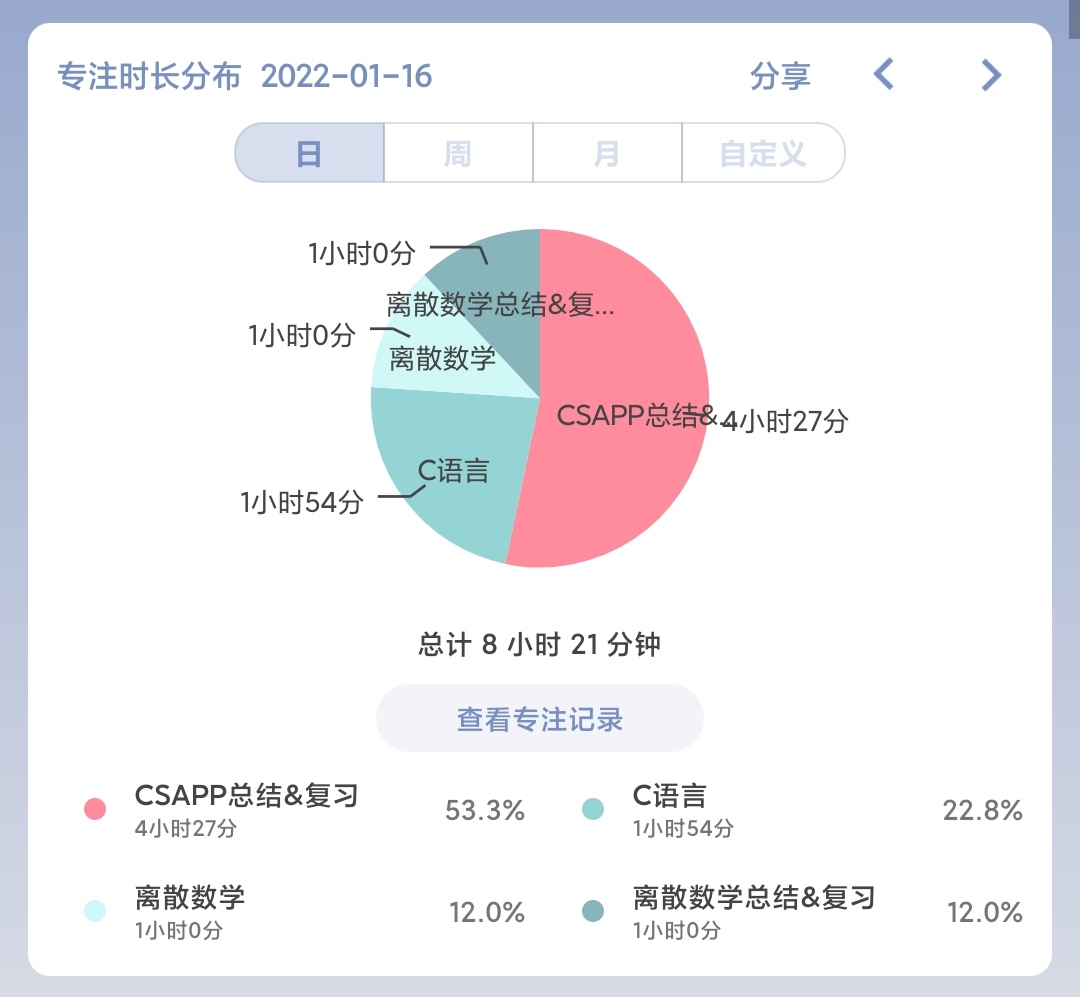 专注时长分布 2022-01-16
分享
日 周 月 自定义
1小时0分
离散数学总结&复...
1小时0分
离散数学
CSAPP总结&...
4小时27分
C语言
1小时54分
总计 8 小时 21 分钟
查看专注记录
CSAPP总结&复习
4小时27分
53.3%
C语言
1小时54分
22.8%
离散数学
1小时0分
12.0%
离散数学总结&复习
1小时0分
12.0%